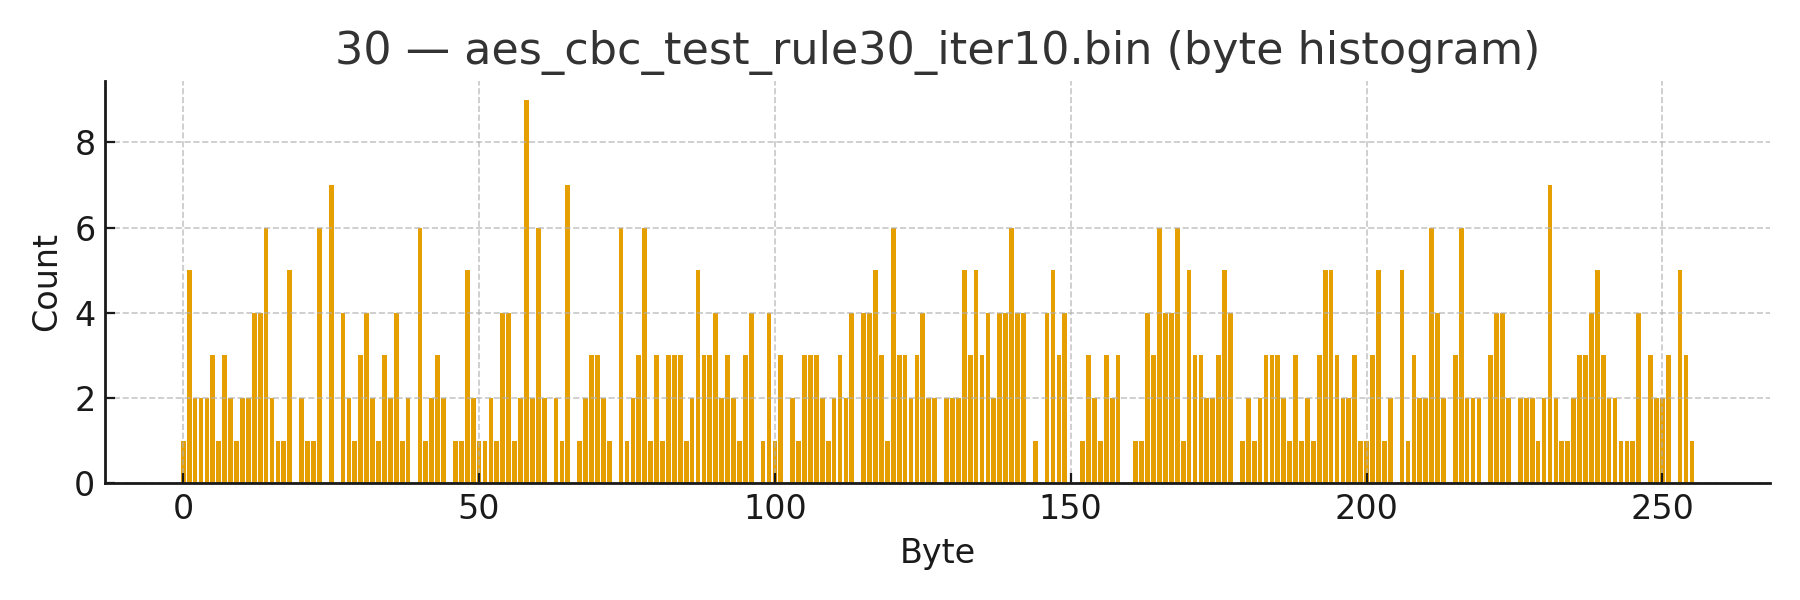 30 — aes_cbc_test_rule30_iter10.bin (byte histogram)
Count
8
6
4
2
0
0 50 100 150 200 250
Byte